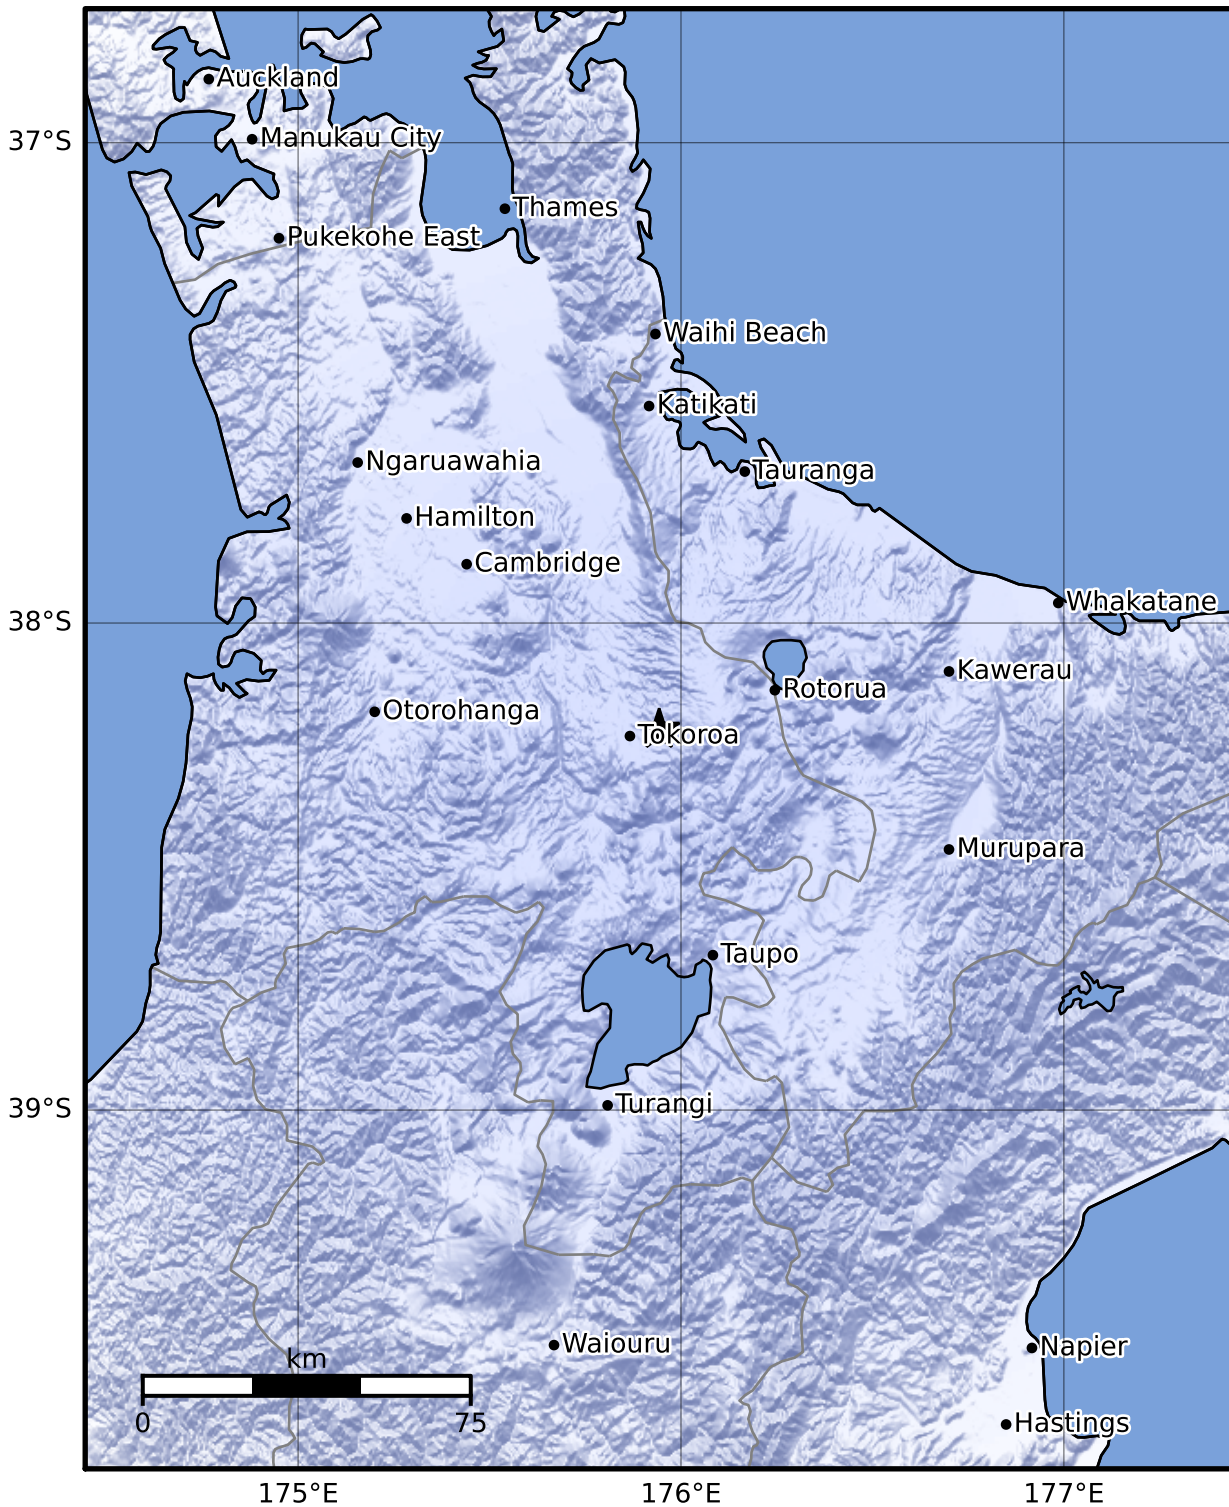 Auckland
Manukau City
37°S
Thames
Pukekohe East
Waihi Beach
Katikati
Ngaruawahia
Tauranga
Hamilton
Cambridge
Whakatane
38°S
Kawerau
Rotorua
Otorohanga
Tokoroa
Murupara
Taupo
Turangi
39°S
Waiouru
Napier
km
0 75
Hastings
175°E 176°E 177°E